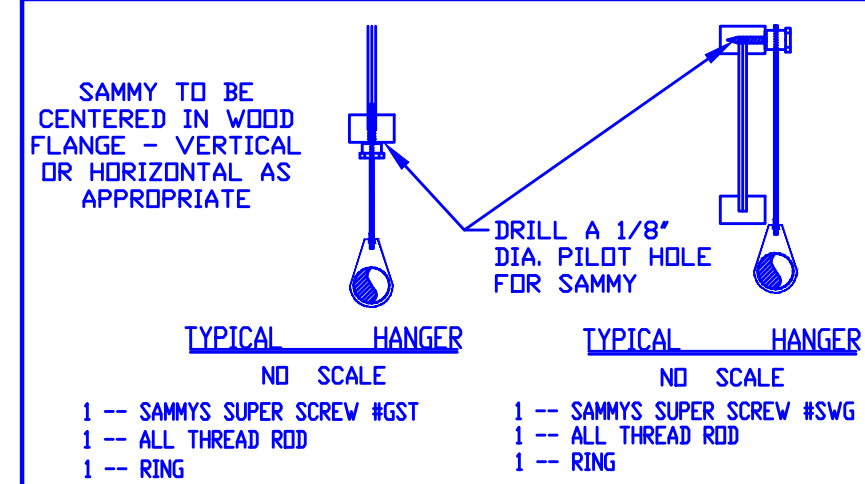 SAMMY TO BE
CENTERED IN WOOD
FLANGE - VERTICAL
OR HORIZONTAL AS
APPROPRIATE
DRILL A 1/8"
DIA. PILOT HOLE
FOR SAMMY
TYPICAL HANGER
NO SCALE
1 -- SAMMYS SUPER SCREW #GST
1 -- ALL THREAD ROD
1 -- RING
TYPICAL HANGER
NO SCALE
1 -- SAMMYS SUPER SCREW #SWG
1 -- ALL THREAD ROD
1 -- RING